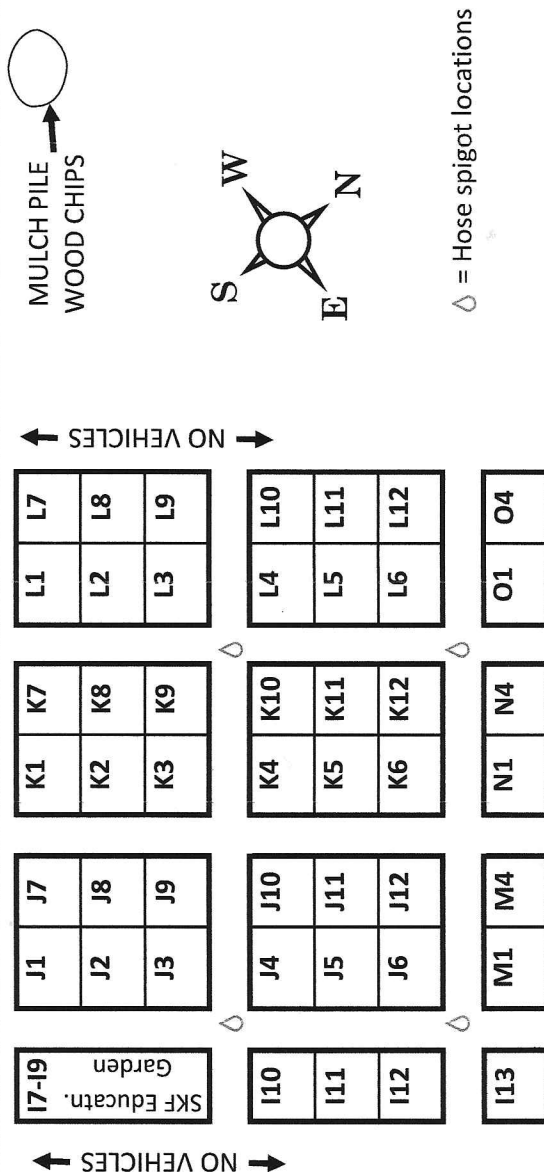 NO VEHICLES
I7-I9
SKF Educatn.
Garden
J1 J7 K1 K7 L1 L7
J2 J8 K2 K8 L2 L8
J3 J9 K3 K9 L3 L9
I10 J4 J10 K4 K10 L4 L10
I11 J5 J11 K5 K11 L5 L11
I12 J6 J12 K6 K12 L6 L12
I13 M1 M4 N1 N4 O1 O4
NO VEHICLES
MULCH PILE
WOOD CHIPS
S W
E N
= Hose spigot locations